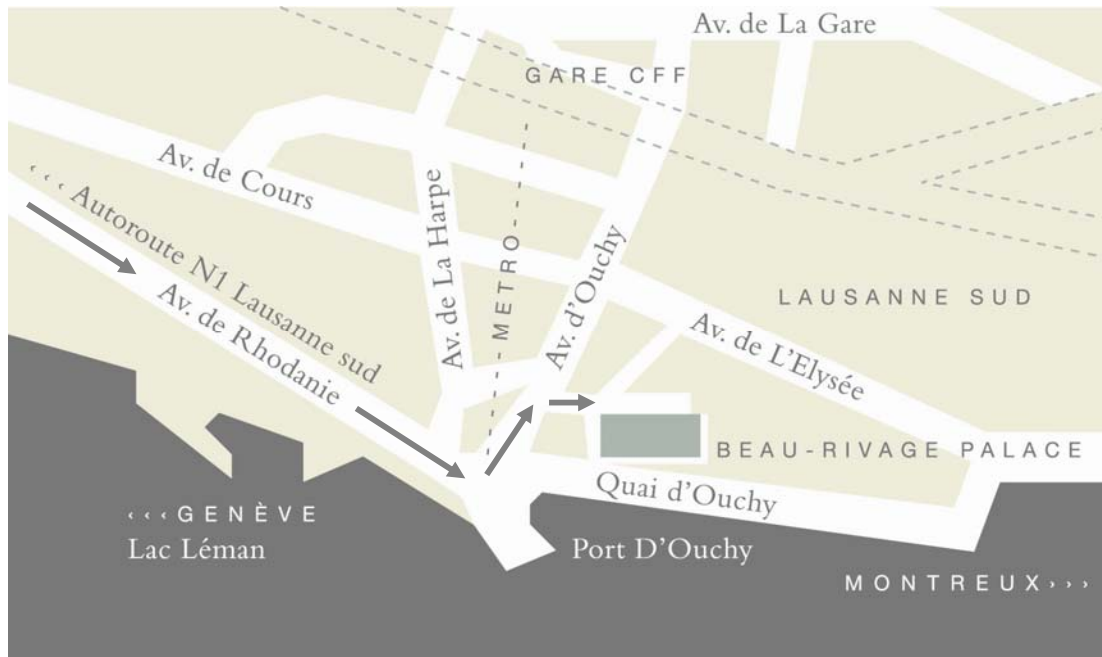 Av. de La Gare
GARE CFF
Av. de Cours
‹ ‹ ‹ Autoroute N1 Lausanne sud
Av. de Rhodanie
Av. de La Harpe
METRO
Av. d’Ouchy
LAUSANNE SUD
Av. de L’Elysée
BEAU-RIVAGE PALACE
Quai d’Ouchy
‹ ‹ ‹ GENÈVE
Lac Léman
Port D’Ouchy
MONTREUX › › ›